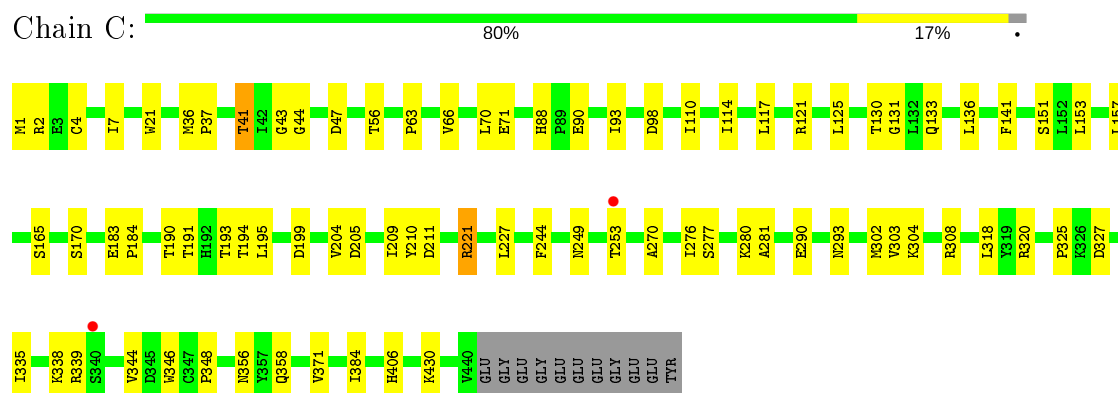 Chain C:
80% 17% •
M1 R2 E3 C4 I7 W21 M36 P37 T41 I42 G43 G44 D47 T56 P63 V66 L70 E71 H88 P89 E90 I93 D98 I110 I114 L117 R121 L125 T130 G131 L132 Q133 L136 F141 S151 L152 L153
S165 S170 E183 P184 T190 T191 H192 T193 T194 L195 D199 V204 D205 I209 Y210 D211 R221 L227 F244 N249 T253 A270 I276 S277 K280 A281 E290 N293 M302 V303 K304 R308 L318 Y319 R320 P325 K326 D327
I335 K338 R339 S340 V344 D345 W346 C347 P348 N356 Y357 Q358 V371 I384 H406 K430 V440 GLU GLY GLU GLU GLY GLU GLU GLU GLY GLU GLU TYR